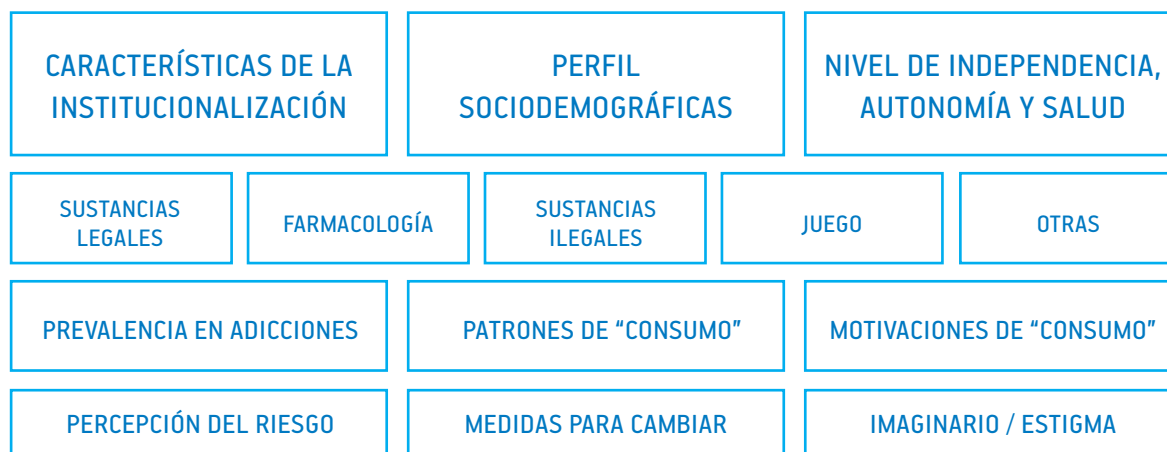 CARACTERÍSTICAS DE LA
INSTITUCIONALIZACIÓN
PERFIL
SOCIODEMOGRÁFICAS
NIVEL DE INDEPENDENCIA,
AUTONOMÍA Y SALUD
SUSTANCIAS
LEGALES
FARMACOLOGÍA
SUSTANCIAS
ILEGALES
JUEGO
OTRAS
PREVALENCIA EN ADICCIONES
PATRONES DE “CONSUMO”
MOTIVACIONES DE “CONSUMO”
PERCEPCIÓN DEL RIESGO
MEDIDAS PARA CAMBIAR
IMAGINARIO / ESTIGMA